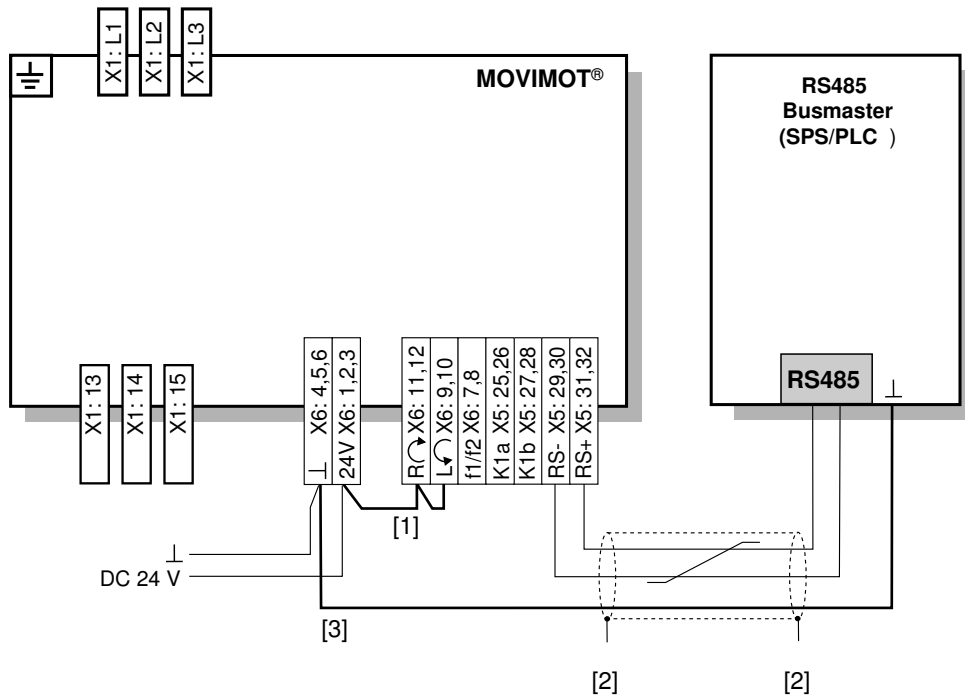 X1: L1
X1: L2
X1: L3
MOVIMOT®
RS485
Busmaster
(SPS/PLC )
X1: 13
X1: 14
X1: 15
⊥ X6: 4,5,6
24V X6: 1,2,3
R X6: 11,12
L X6: 9,10
f1/f2 X6: 7,8
K1a X5: 25,26
K1b X5: 27,28
RS- X5: 29,30
RS+ X5: 31,32
RS485
⊥
[1]
⊥
DC 24 V
[3]
[2]
[2]